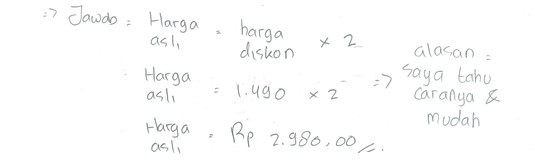 => Jawab = Harga asli = harga diskon × 2
Harga asli = 1.490 × 2
Harga asli = Rp 2.980,00 //.
=> alasan =
saya tahu
caranya &
mudah